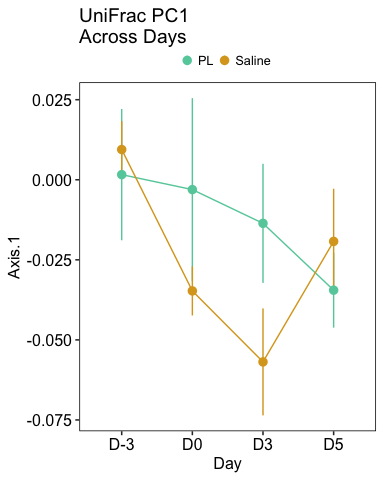 UniFrac PC1
Across Days
PL Saline
0.025
0.000
-0.025
-0.050
-0.075
Axis.1
D-3 D0 D3 D5
Day